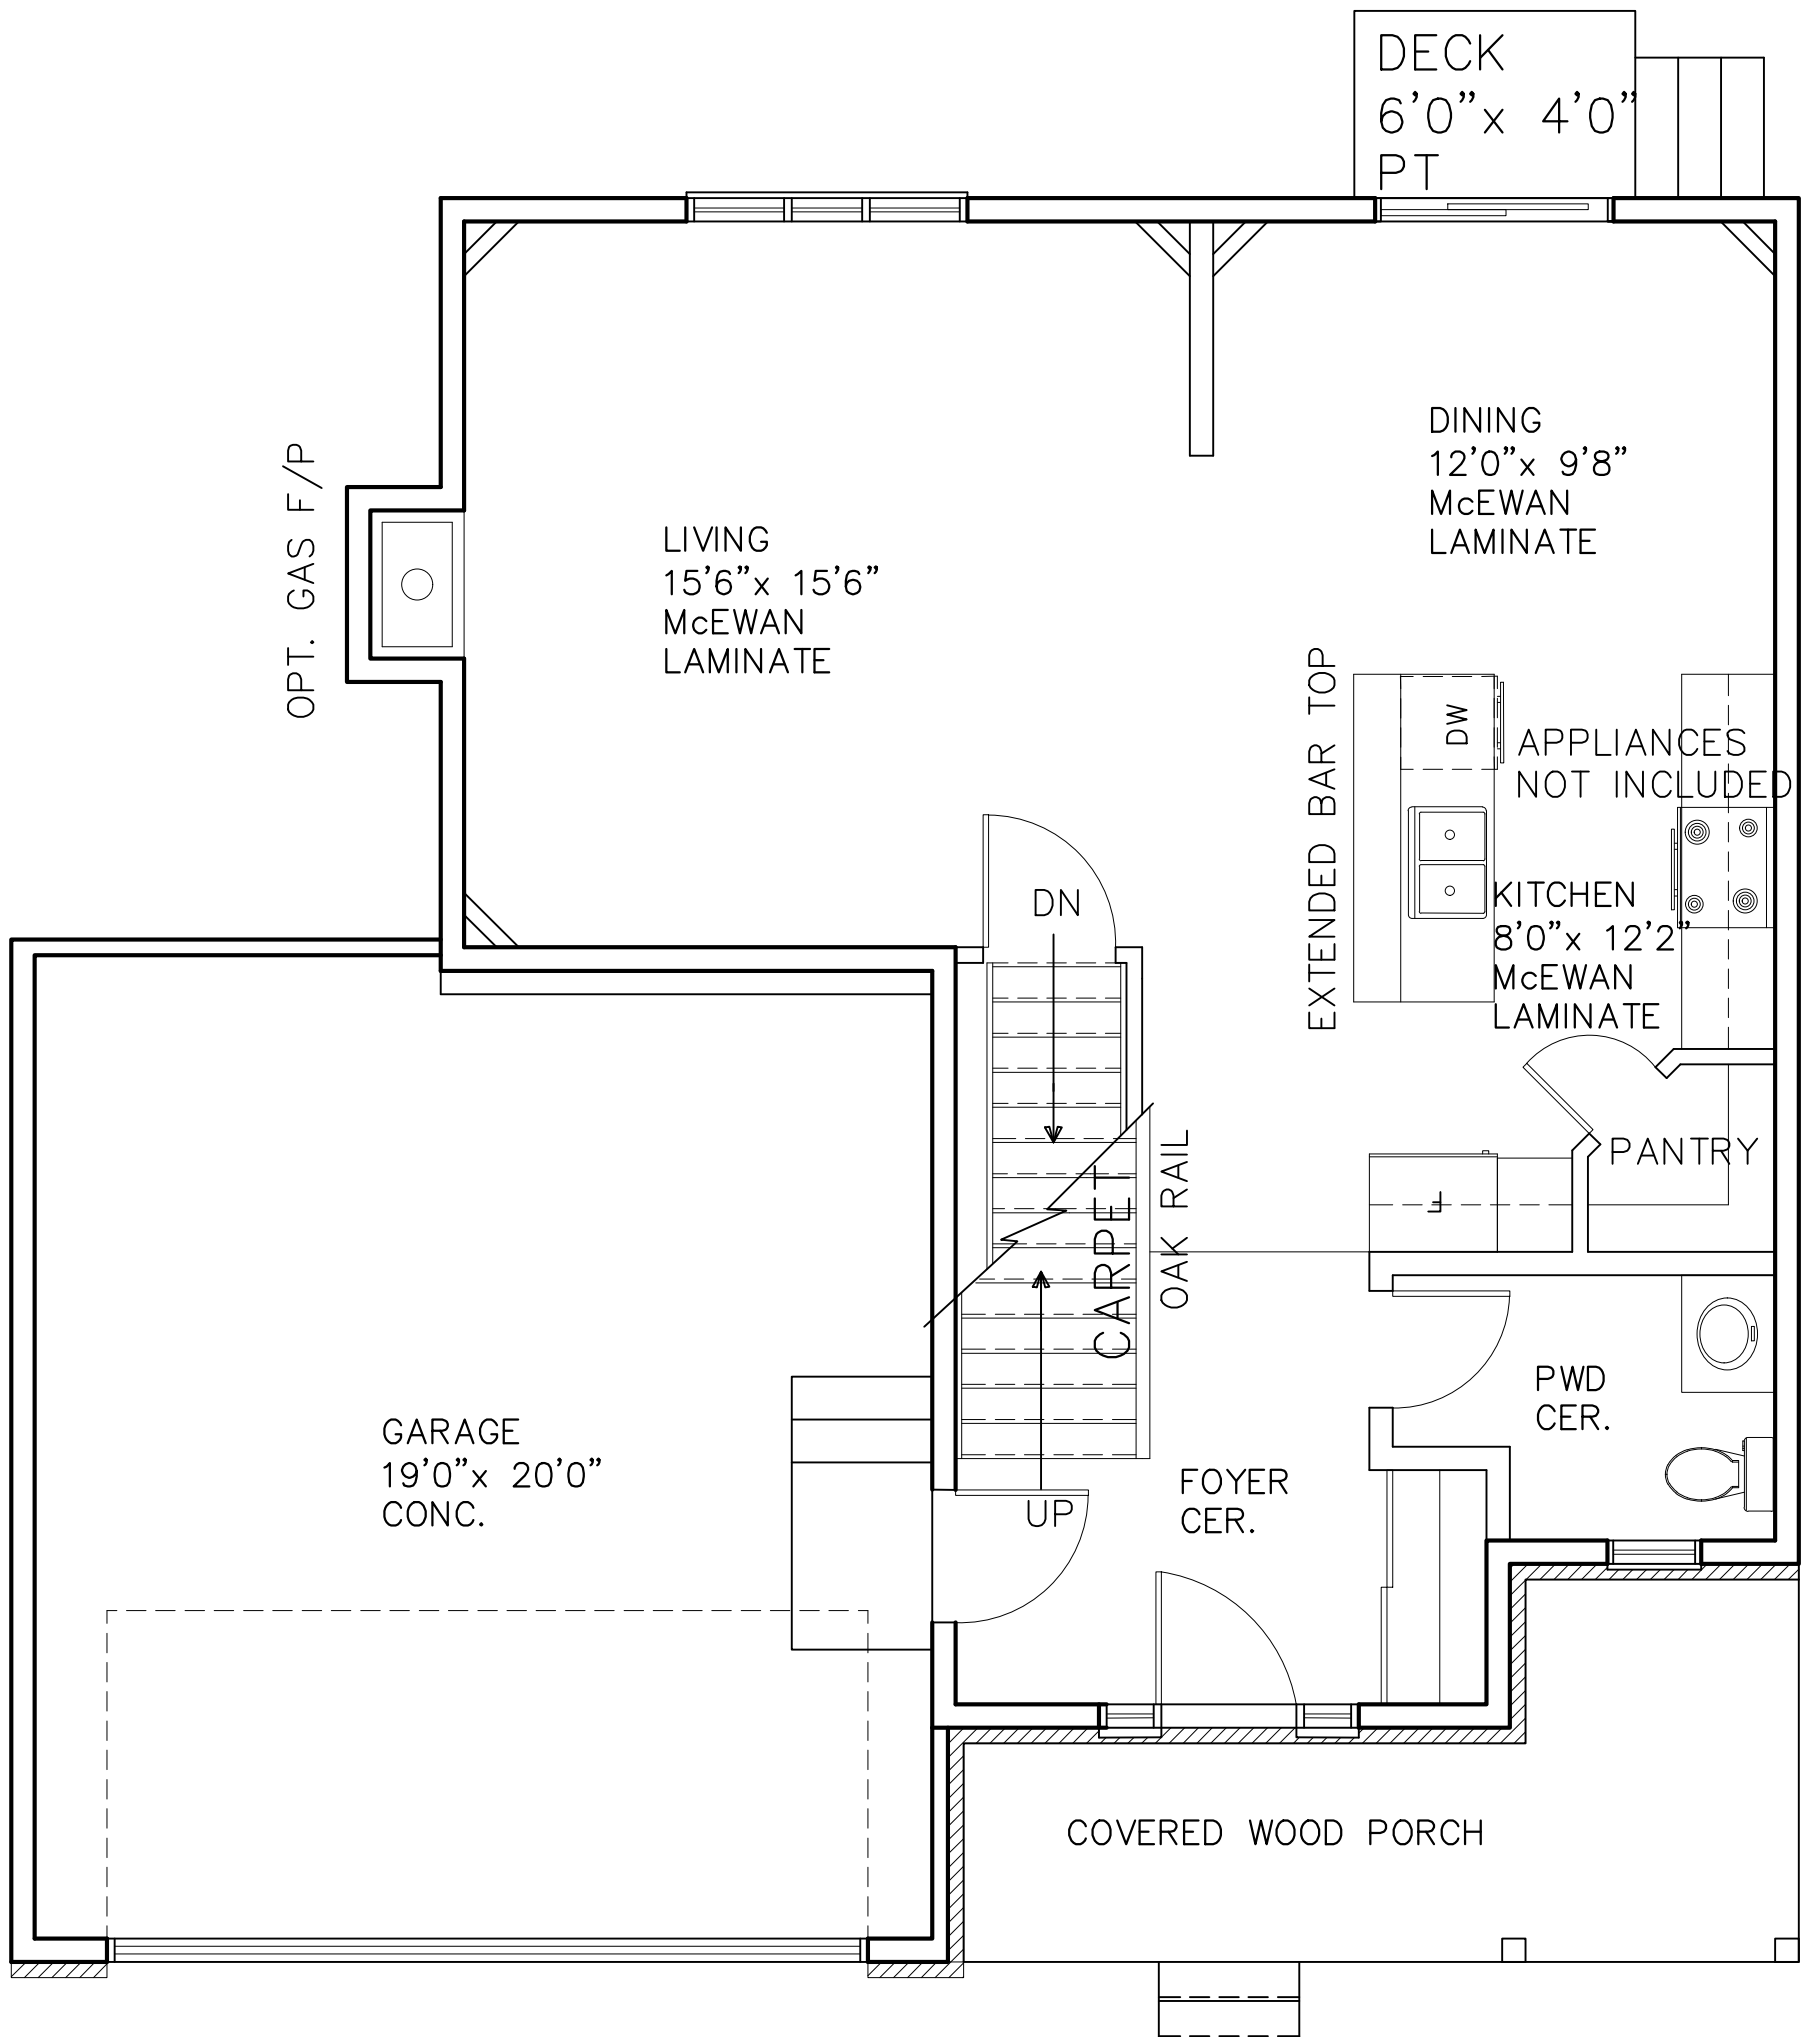 DECK
6'0"x 4'0"
PT
DINING
12'0"x 9'8"
McEWAN
LAMINATE
OPT. GAS F/P
LIVING
15'6"x 15'6"
McEWAN
LAMINATE
EXTENDED BAR TOP
DW
APPLIANCES
NOT INCLUDED
KITCHEN
8'0"x 12'2"
McEWAN
LAMINATE
DN
CARPET
OAK RAIL
PANTRY
F
PWD
CER.
GARAGE
19'0"x 20'0"
CONC.
UP
FOYER
CER.
COVERED WOOD PORCH